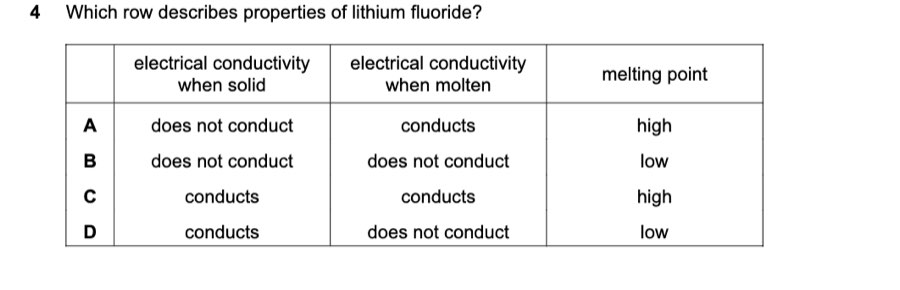 4 Which row describes properties of lithium fluoride?
electrical conductivity when solid electrical conductivity when molten melting point
A does not conduct conducts high
B does not conduct does not conduct low
C conducts conducts high
D conducts does not conduct low